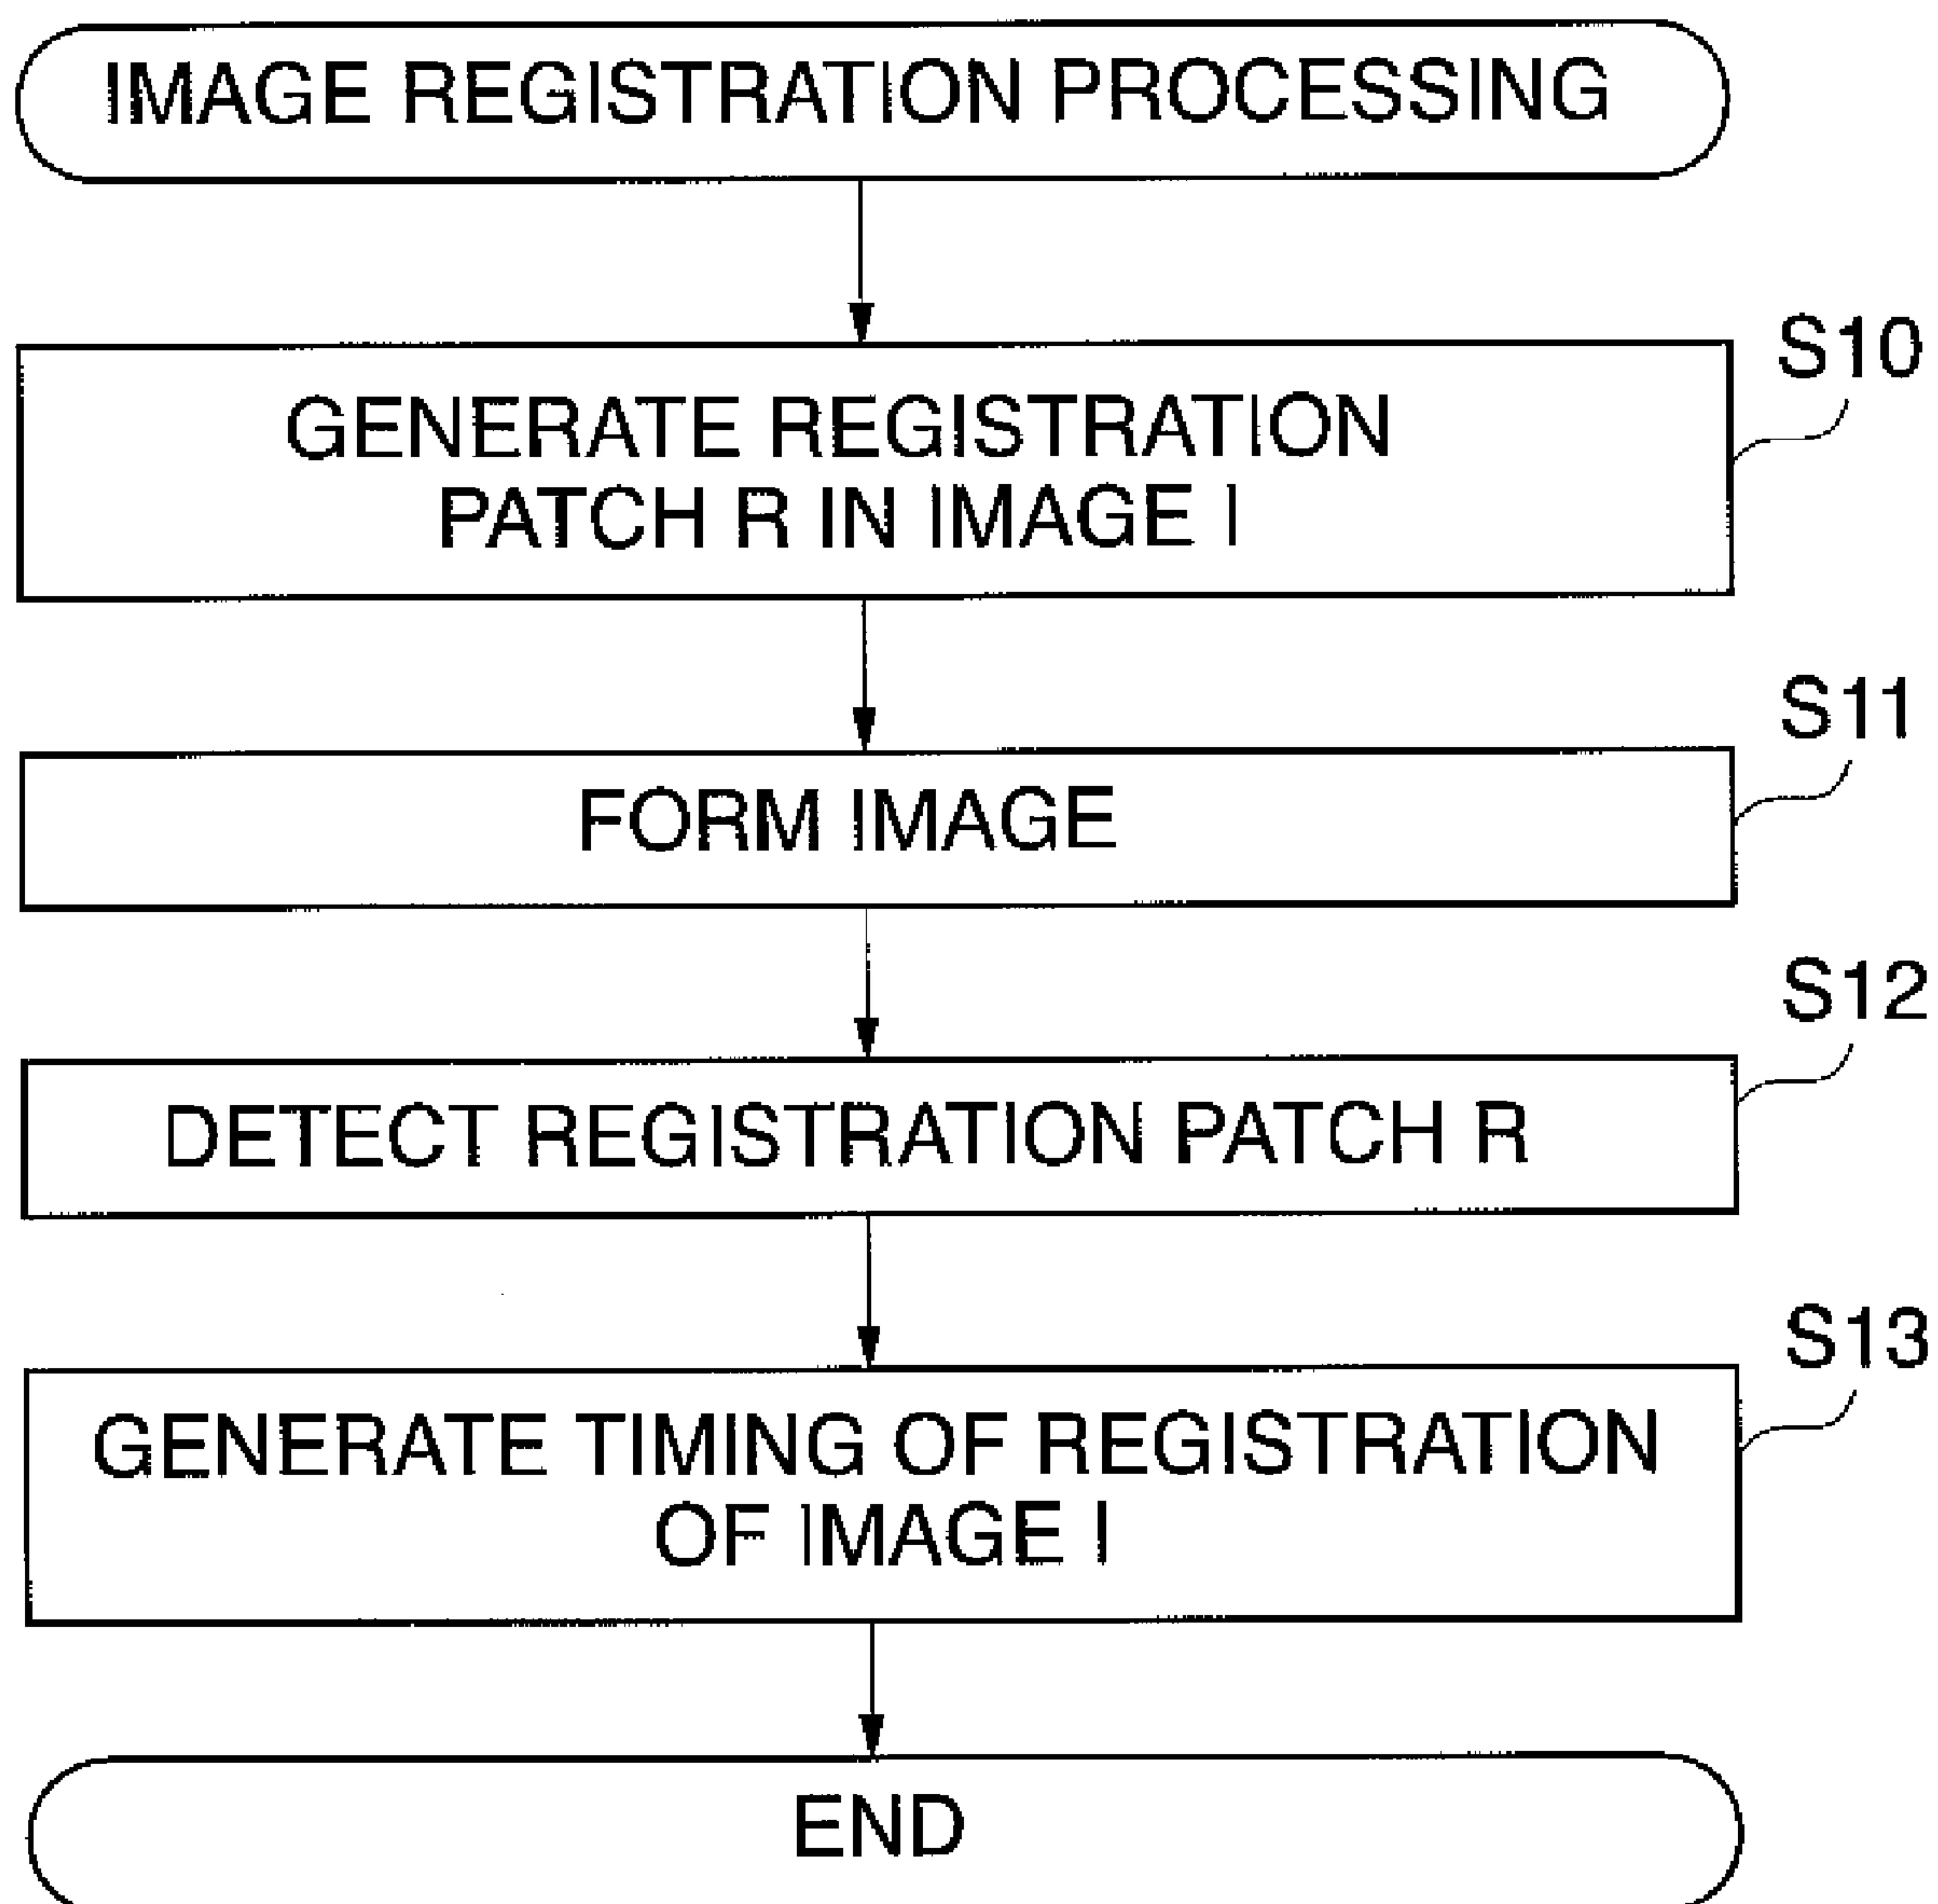 IMAGE REGISTRATION PROCESSING
S10
GENERATE REGISTRATION
PATCH R IN IMAGE I
S11
FORM IMAGE
S12
DETECT REGISTRATION PATCH R
S13
GENERATE TIMING OF REGISTRATION
OF IMAGE I
END